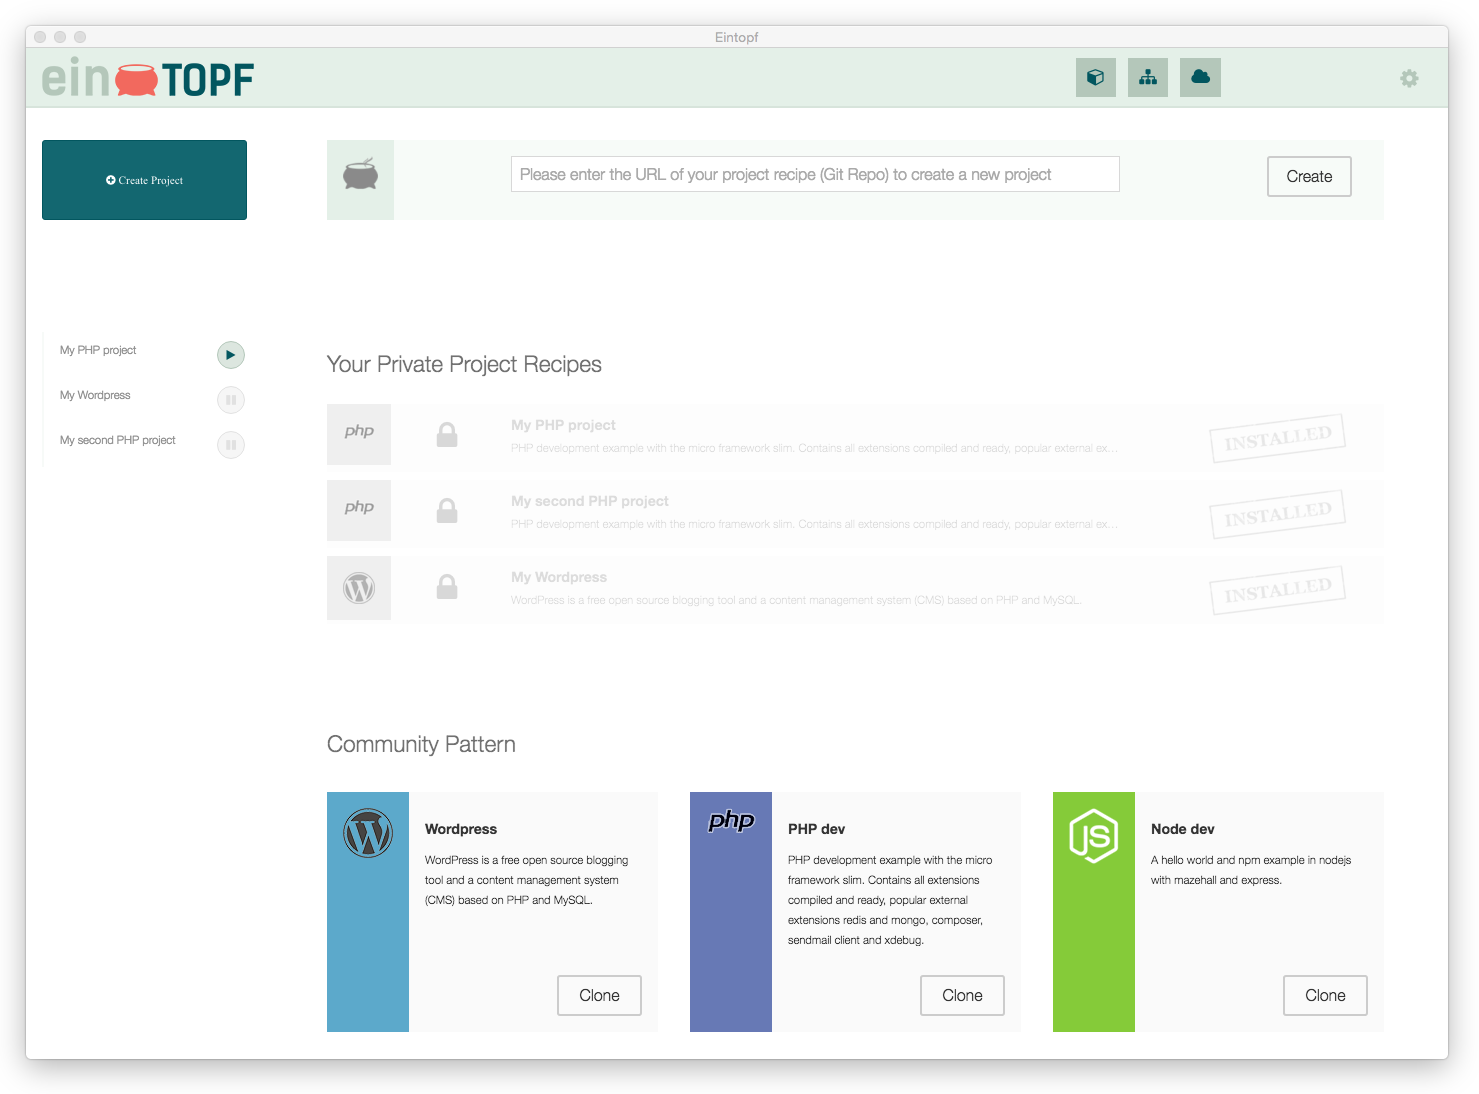 Eintopf
ein TOPF
Create Project
Please enter the URL of your project recipe (Git Repo) to create a new project
Create
My PHP project
My Wordpress
My second PHP project
Your Private Project Recipes
php
My PHP project
PHP development example with the micro framework slim. Contains all extensions compiled and ready, popular external ex...
INSTALLED
php
My second PHP project
PHP development example with the micro framework slim. Contains all extensions compiled and ready, popular external ex...
INSTALLED
My Wordpress
WordPress is a free open source blogging tool and a content management system (CMS) based on PHP and MySQL.
INSTALLED
Community Pattern
Wordpress
WordPress is a free open source blogging
tool and a content management system
(CMS) based on PHP and MySQL.
Clone
php
PHP dev
PHP development example with the micro
framework slim. Contains all extensions
compiled and ready, popular external
extensions redis and mongo, composer,
sendmail client and xdebug.
Clone
JS
Node dev
A hello world and npm example in nodejs
with mazehall and express.
Clone